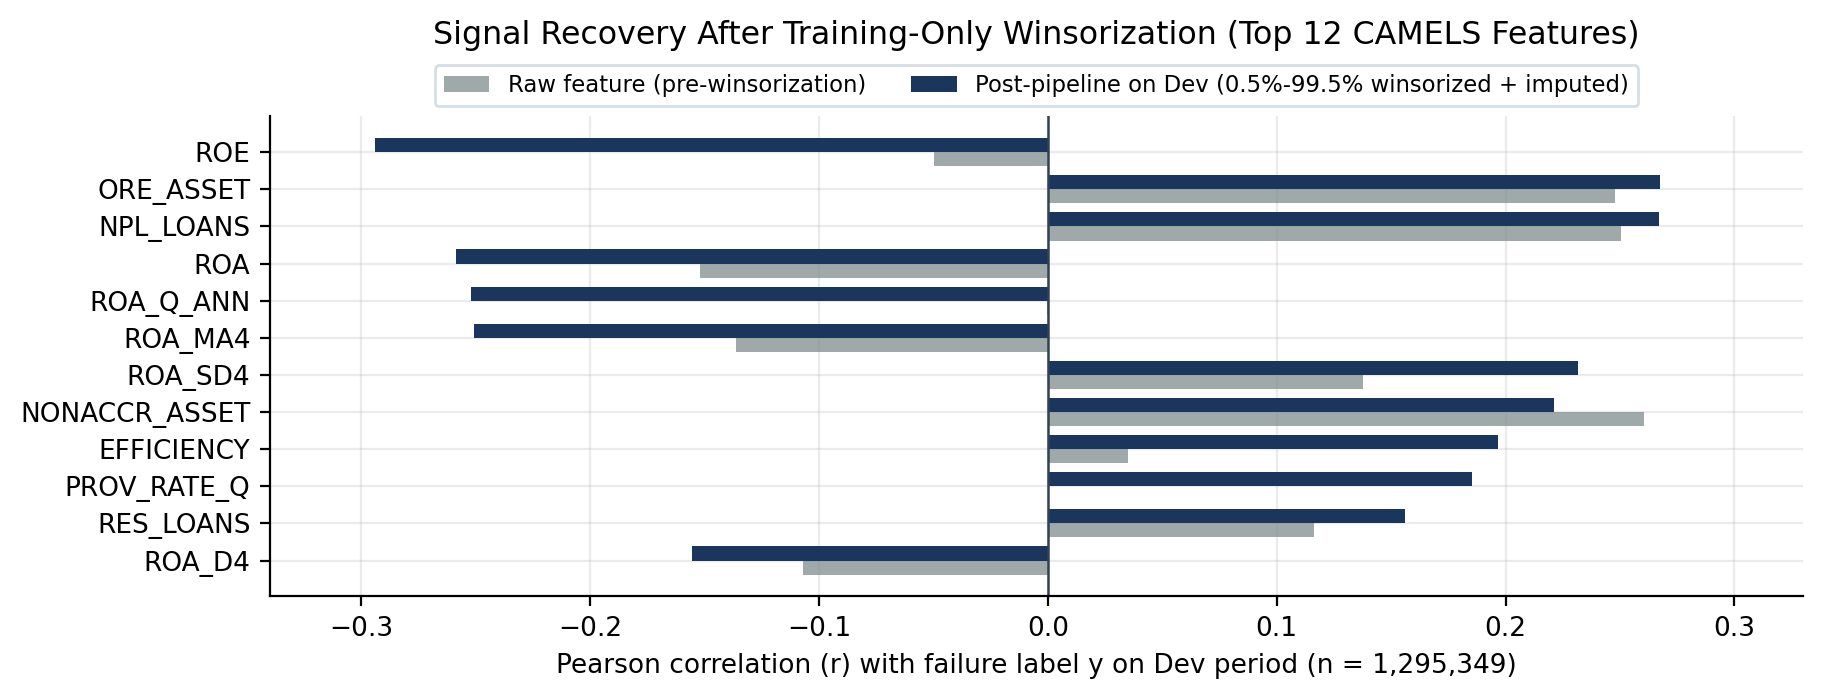 Signal Recovery After Training-Only Winsorization (Top 12 CAMELS Features)
Raw feature (pre-winsorization)
Post-pipeline on Dev (0.5%-99.5% winsorized + imputed)
ROE
ORE_ASSET
NPL_LOANS
ROA
ROA_Q_ANN
ROA_MA4
ROA_SD4
NONACCR_ASSET
EFFICIENCY
PROV_RATE_Q
RES_LOANS
ROA_D4
−0.3 −0.2 −0.1 0.0 0.1 0.2 0.3
Pearson correlation (r) with failure label y on Dev period (n = 1,295,349)